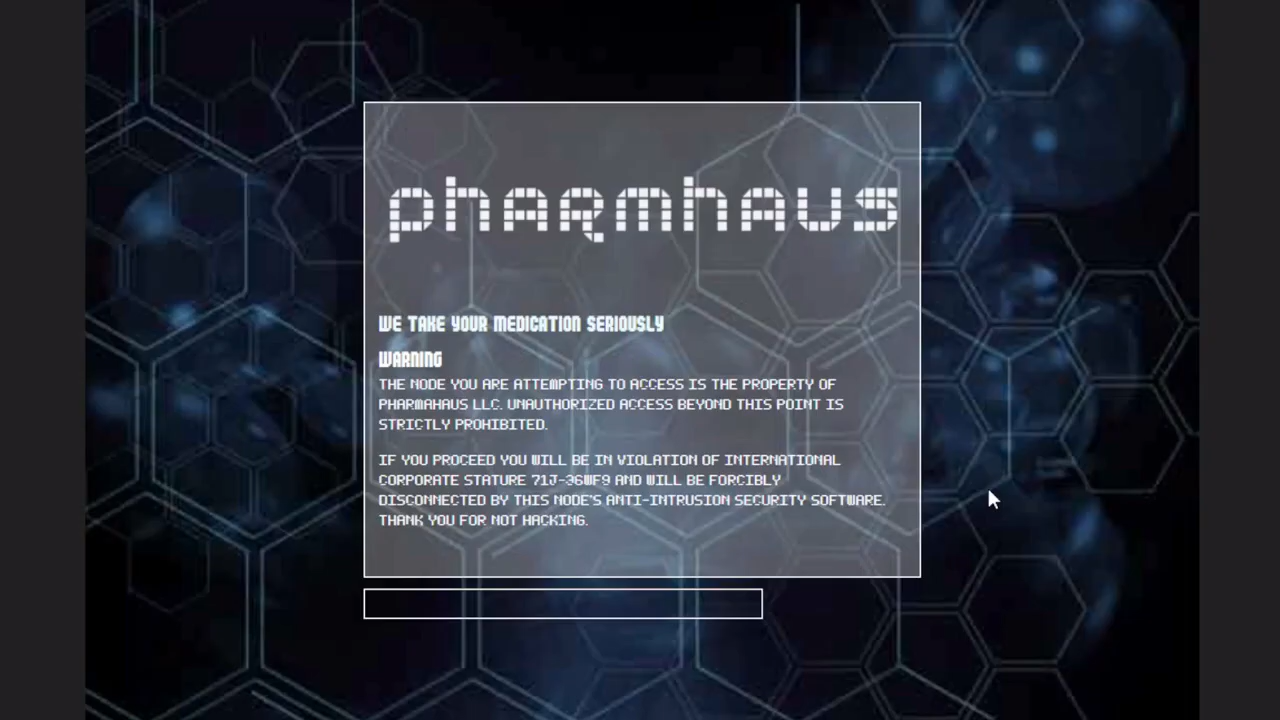 pharmhaus
WE TAKE YOUR MEDICATION SERIOUSLY
WARNING
THE NODE YOU ARE ATTEMPTING TO ACCESS IS THE PROPERTY OF
PHARMAHAUS LLC. UNAUTHORIZED ACCESS BEYOND THIS POINT IS
STRICTLY PROHIBITED.
IF YOU PROCEED YOU WILL BE IN VIOLATION OF INTERNATIONAL
CORPORATE STATURE 71J-36WF9 AND WILL BE FORCIBLY
DISCONNECTED BY THIS NODE'S ANTI-INTRUSION SECURITY SOFTWARE.
THANK YOU FOR NOT HACKING.